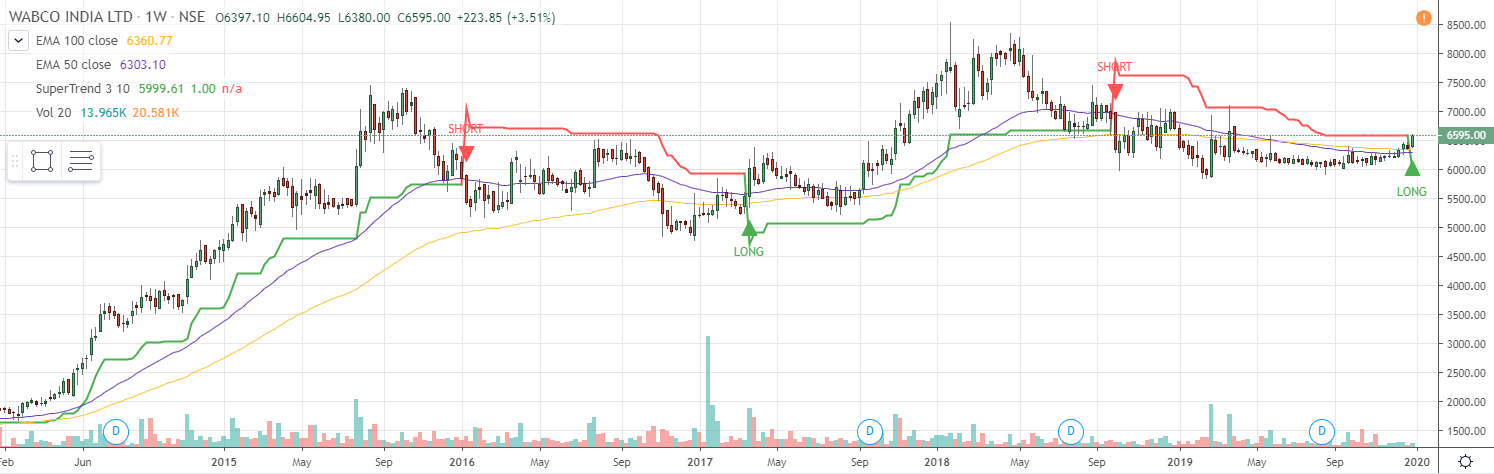 WABCO INDIA LTD · 1W · NSE O6397.10 H6604.95 L6380.00 C6595.00 +223.85 (+3.51%)
EMA 100 close 6360.77
EMA 50 close 6303.10
SuperTrend 3 10 5999.61 1.00 n/a
Vol 20 13.965K 20.581K
!
8500.00
8000.00
7500.00
7000.00
6595.00
6000.00
5500.00
5000.00
4500.00
4000.00
3500.00
3000.00
2500.00
2000.00
1500.00
SHORT
SHORT
LONG
LONG
D D D D
Feb Jun 2015 May Sep 2016 May Sep 2017 May Sep 2018 May Sep 2019 May Sep 2020